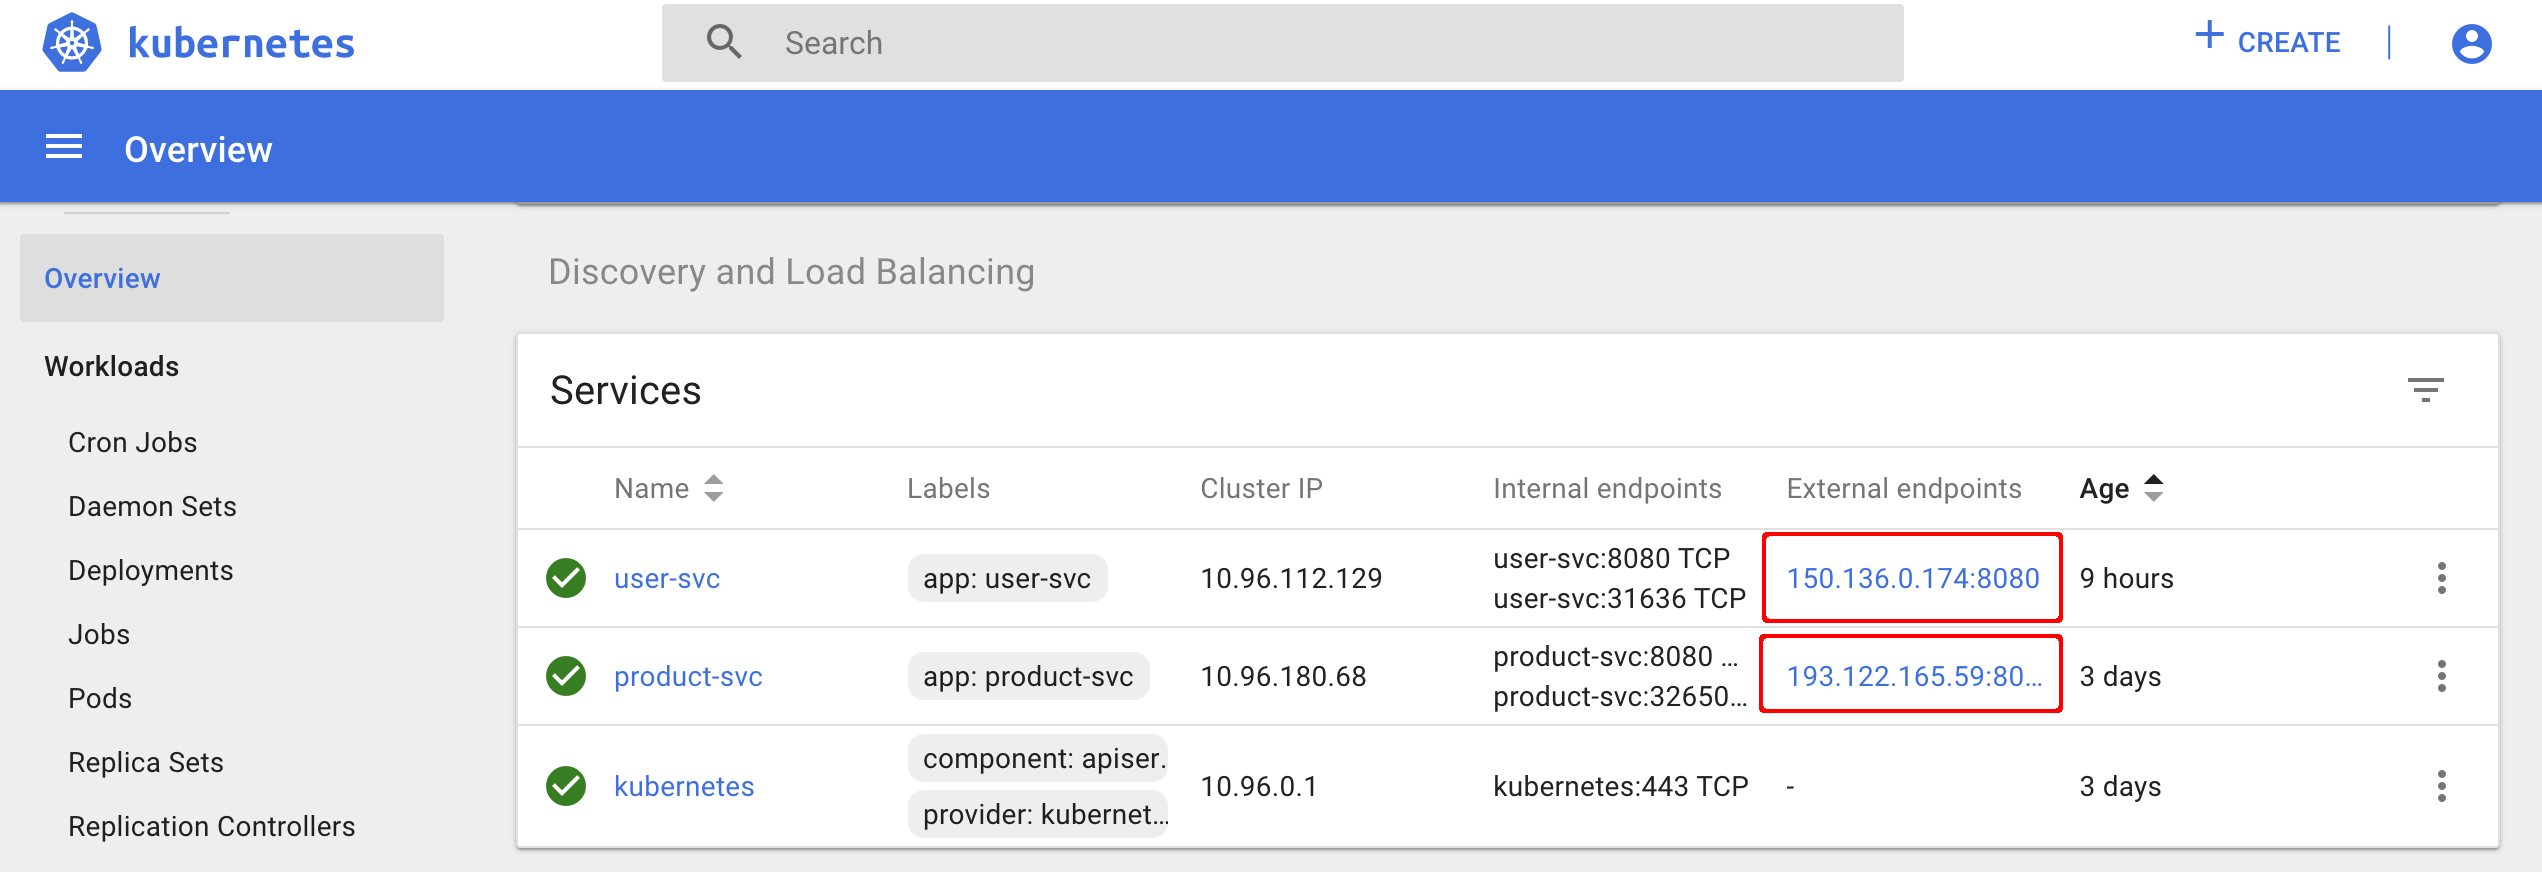 kubernetes
Search
+ CREATE |
Overview
Overview
Workloads
Cron Jobs
Daemon Sets
Deployments
Jobs
Pods
Replica Sets
Replication Controllers
Discovery and Load Balancing
Services
Name Labels Cluster IP Internal endpoints External endpoints Age
user-svc app: user-svc 10.96.112.129 user-svc:8080 TCP 150.136.0.174:8080 9 hours
user-svc:31636 TCP
product-svc app: product-svc 10.96.180.68 product-svc:8080 ... 193.122.165.59:80... 3 days
product-svc:32650...
kubernetes component: apiser. 10.96.0.1 kubernetes:443 TCP - 3 days
provider: kubernet...